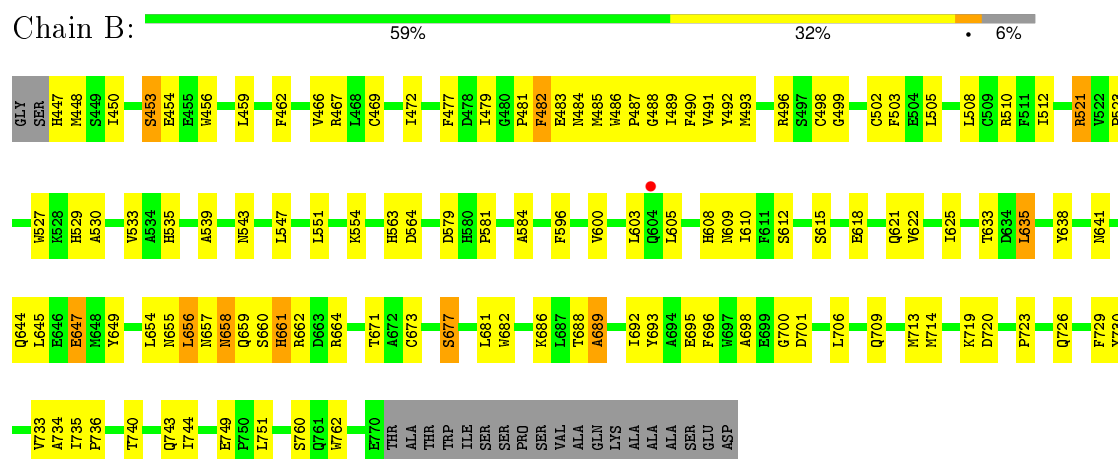 Chain B:
59% 32% • 6%
GLY SER H447 M448 S449 I450 S453 E454 E455 W456 L459 F462 V466 R467 L468 C469 I472 F477 D478 I479 G480 P481 F482 E483 N484 M485 W486 P487 G488 I489 F490 V491 Y492 M493 R496 S497 C498 G499 C502 F503 E504 L505 L508 C509 R510 F511 I512 R521 V522 P523
W527 K528 H529 A530 V533 A534 H535 A539 N543 L547 L551 K554 H563 D564 D579 H580 P581 A584 F596 V600 L603 Q604 L605 H608 N609 I610 F611 S612 S615 E618 Q621 V622 I625 T633 D634 L635 Y638 N641
Q644 L645 E646 E647 M648 Y649 L654 N655 L656 N657 N658 Q659 S660 H661 R662 D663 R664 T671 A672 C673 S677 L681 W682 K686 L687 T688 A689 I692 Y693 A694 E695 F696 W697 A698 E699 G700 D701 L706 Q709 M713 M714 K719 D720 P723 Q726 F729 Y730
V733 A734 I735 P736 T740 Q743 I744 E749 P750 L751 S760 Q761 W762 E770 THR ALA THR TRP ILE SER SER PRO SER VAL ALA GLN LYS ALA ALA ALA SER GLU ASP